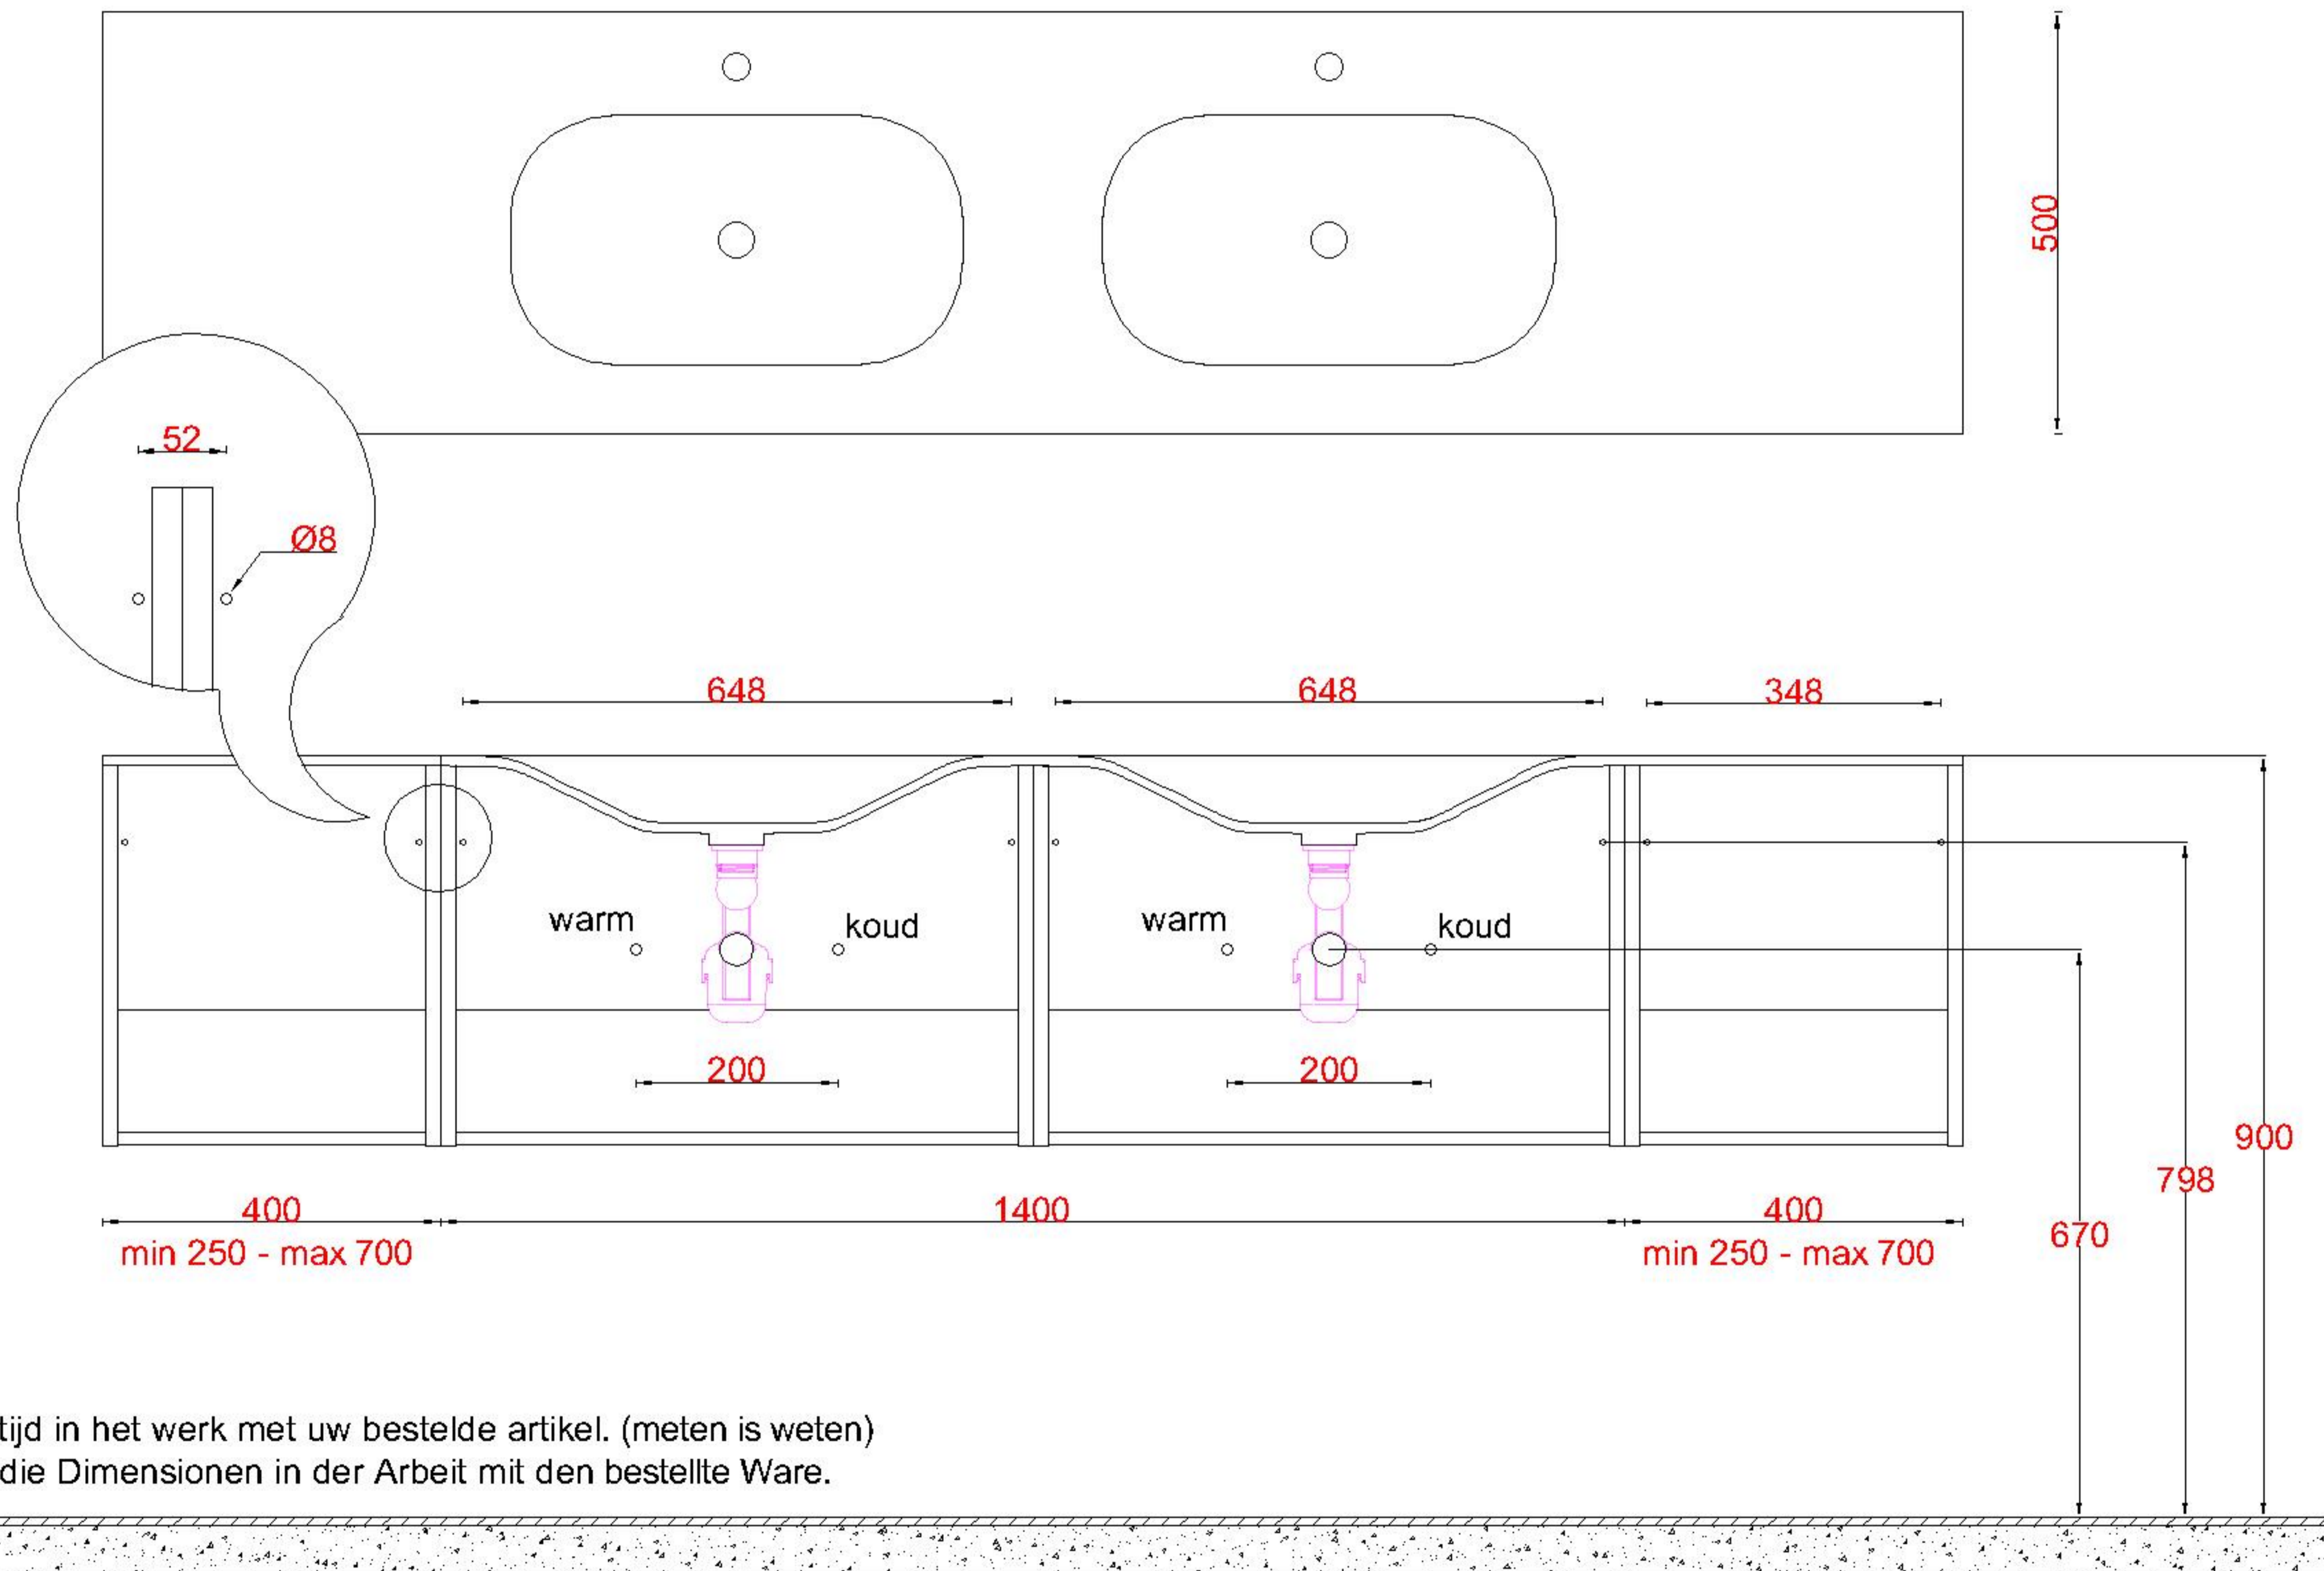 500
52
Ø8
648
648
348
warm
koud
warm
koud
200
200
900
798
670
400
1400
400
min 250 - max 700
min 250 - max 700
tijd in het werk met uw bestelde artikel. (meten is weten)
die Dimensionen in der Arbeit mit den bestellte Ware.